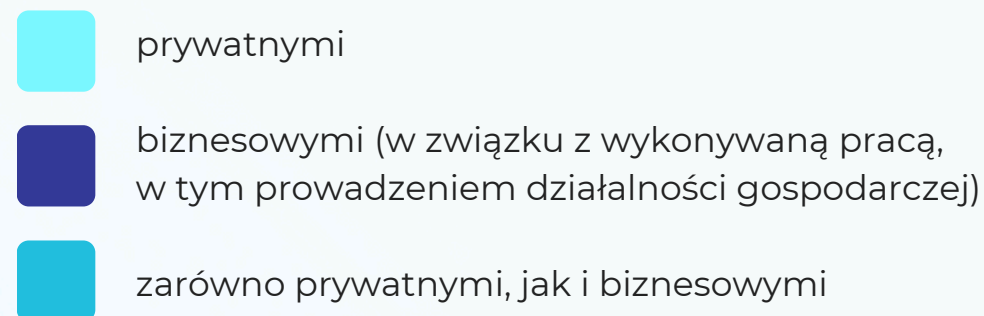 prywatnymi
biznesowymi (w związku z wykonywaną pracą,
w tym prowadzeniem działalności gospodarczej)
zarówno prywatnymi, jak i biznesowymi